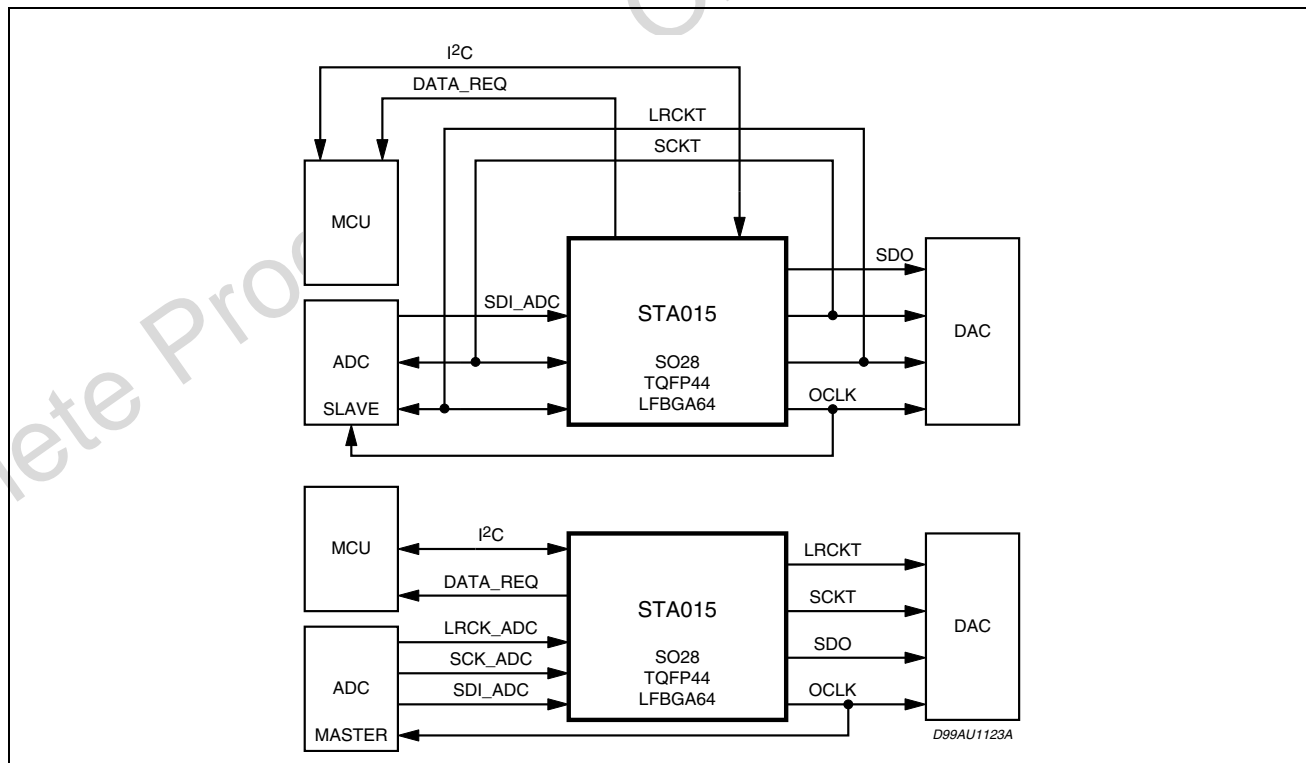 I²C
DATA_REQ
LRCKT
SCKT
MCU
SDO
SDI_ADC
STA015
DAC
ADC
SO28
TQFP44
LFBGA64
SLAVE
OCLK
MCU
I²C
LRCKT
DATA_REQ
SCKT
STA015
DAC
LRCK_ADC
SDO
SCK_ADC
SO28
TQFP44
ADC
SDI_ADC
LFBGA64
OCLK
MASTER
D99AU1123A